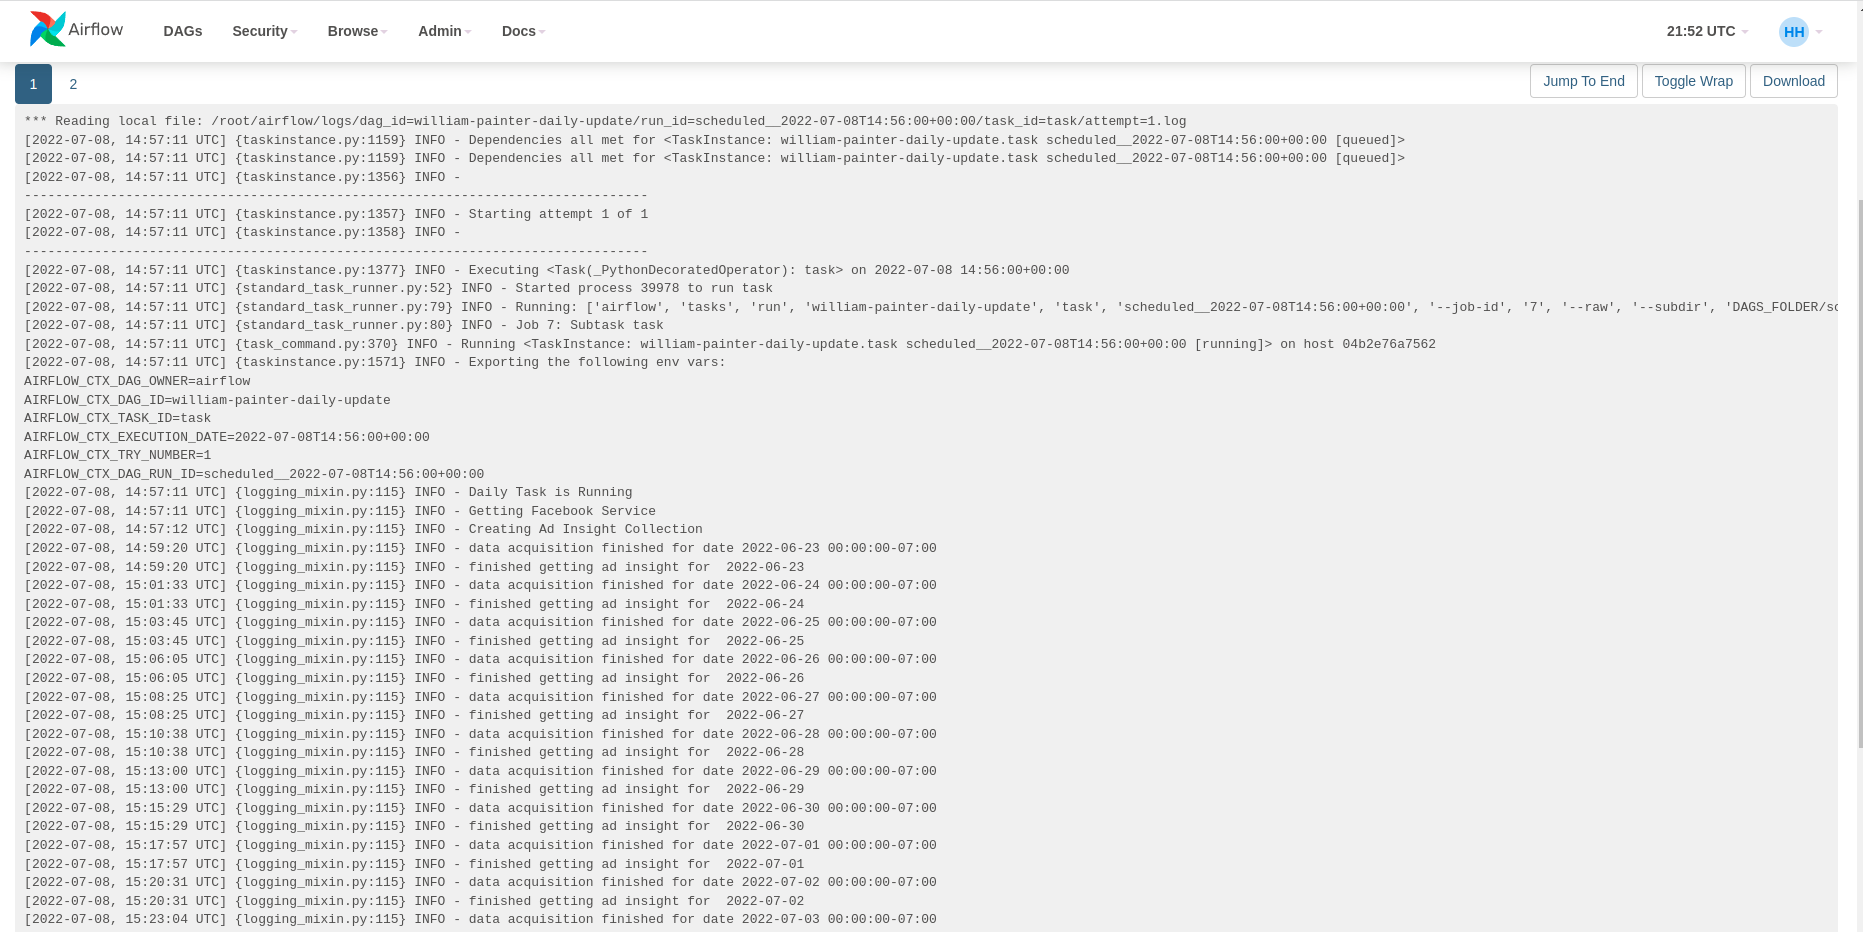 Airflow DAGs Security Browse Admin Docs 21:52 UTC HH
1 2 Jump To End Toggle Wrap Download
*** Reading local file: /root/airflow/logs/dag_id=william-painter-daily-update/run_id=scheduled__2022-07-08T14:56:00+00:00/task_id=task/attempt=1.log
[2022-07-08, 14:57:11 UTC] {taskinstance.py:1159} INFO - Dependencies all met for <TaskInstance: william-painter-daily-update.task scheduled__2022-07-08T14:56:00+00:00 [queued]>
[2022-07-08, 14:57:11 UTC] {taskinstance.py:1159} INFO - Dependencies all met for <TaskInstance: william-painter-daily-update.task scheduled__2022-07-08T14:56:00+00:00 [queued]>
[2022-07-08, 14:57:11 UTC] {taskinstance.py:1356} INFO -
--------------------------------------------------------------------------------
[2022-07-08, 14:57:11 UTC] {taskinstance.py:1357} INFO - Starting attempt 1 of 1
[2022-07-08, 14:57:11 UTC] {taskinstance.py:1358} INFO -
--------------------------------------------------------------------------------
[2022-07-08, 14:57:11 UTC] {taskinstance.py:1377} INFO - Executing <Task(_PythonDecoratedOperator): task> on 2022-07-08 14:56:00+00:00
[2022-07-08, 14:57:11 UTC] {standard_task_runner.py:52} INFO - Started process 39978 to run task
[2022-07-08, 14:57:11 UTC] {standard_task_runner.py:79} INFO - Running: ['airflow', 'tasks', 'run', 'william-painter-daily-update', 'task', 'scheduled__2022-07-08T14:56:00+00:00', '--job-id', '7', '--raw', '--subdir', 'DAGS_FOLDER/sc
[2022-07-08, 14:57:11 UTC] {standard_task_runner.py:80} INFO - Job 7: Subtask task
[2022-07-08, 14:57:11 UTC] {task_command.py:370} INFO - Running <TaskInstance: william-painter-daily-update.task scheduled__2022-07-08T14:56:00+00:00 [running]> on host 04b2e76a7562
[2022-07-08, 14:57:11 UTC] {taskinstance.py:1571} INFO - Exporting the following env vars:
AIRFLOW_CTX_DAG_OWNER=airflow
AIRFLOW_CTX_DAG_ID=william-painter-daily-update
AIRFLOW_CTX_TASK_ID=task
AIRFLOW_CTX_EXECUTION_DATE=2022-07-08T14:56:00+00:00
AIRFLOW_CTX_TRY_NUMBER=1
AIRFLOW_CTX_DAG_RUN_ID=scheduled__2022-07-08T14:56:00+00:00
[2022-07-08, 14:57:11 UTC] {logging_mixin.py:115} INFO - Daily Task is Running
[2022-07-08, 14:57:11 UTC] {logging_mixin.py:115} INFO - Getting Facebook Service
[2022-07-08, 14:57:12 UTC] {logging_mixin.py:115} INFO - Creating Ad Insight Collection
[2022-07-08, 14:59:20 UTC] {logging_mixin.py:115} INFO - data acquisition finished for date 2022-06-23 00:00:00-07:00
[2022-07-08, 14:59:20 UTC] {logging_mixin.py:115} INFO - finished getting ad insight for  2022-06-23
[2022-07-08, 15:01:33 UTC] {logging_mixin.py:115} INFO - data acquisition finished for date 2022-06-24 00:00:00-07:00
[2022-07-08, 15:01:33 UTC] {logging_mixin.py:115} INFO - finished getting ad insight for  2022-06-24
[2022-07-08, 15:03:45 UTC] {logging_mixin.py:115} INFO - data acquisition finished for date 2022-06-25 00:00:00-07:00
[2022-07-08, 15:03:45 UTC] {logging_mixin.py:115} INFO - finished getting ad insight for  2022-06-25
[2022-07-08, 15:06:05 UTC] {logging_mixin.py:115} INFO - data acquisition finished for date 2022-06-26 00:00:00-07:00
[2022-07-08, 15:06:05 UTC] {logging_mixin.py:115} INFO - finished getting ad insight for  2022-06-26
[2022-07-08, 15:08:25 UTC] {logging_mixin.py:115} INFO - data acquisition finished for date 2022-06-27 00:00:00-07:00
[2022-07-08, 15:08:25 UTC] {logging_mixin.py:115} INFO - finished getting ad insight for  2022-06-27
[2022-07-08, 15:10:38 UTC] {logging_mixin.py:115} INFO - data acquisition finished for date 2022-06-28 00:00:00-07:00
[2022-07-08, 15:10:38 UTC] {logging_mixin.py:115} INFO - finished getting ad insight for  2022-06-28
[2022-07-08, 15:13:00 UTC] {logging_mixin.py:115} INFO - data acquisition finished for date 2022-06-29 00:00:00-07:00
[2022-07-08, 15:13:00 UTC] {logging_mixin.py:115} INFO - finished getting ad insight for  2022-06-29
[2022-07-08, 15:15:29 UTC] {logging_mixin.py:115} INFO - data acquisition finished for date 2022-06-30 00:00:00-07:00
[2022-07-08, 15:15:29 UTC] {logging_mixin.py:115} INFO - finished getting ad insight for  2022-06-30
[2022-07-08, 15:17:57 UTC] {logging_mixin.py:115} INFO - data acquisition finished for date 2022-07-01 00:00:00-07:00
[2022-07-08, 15:17:57 UTC] {logging_mixin.py:115} INFO - finished getting ad insight for  2022-07-01
[2022-07-08, 15:20:31 UTC] {logging_mixin.py:115} INFO - data acquisition finished for date 2022-07-02 00:00:00-07:00
[2022-07-08, 15:20:31 UTC] {logging_mixin.py:115} INFO - finished getting ad insight for  2022-07-02
[2022-07-08, 15:23:04 UTC] {logging_mixin.py:115} INFO - data acquisition finished for date 2022-07-03 00:00:00-07:00